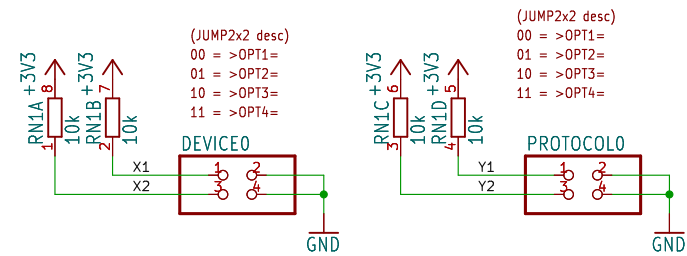 (JUMP2x2 desc)
00 = >OPT1=
01 = >OPT2=
10 = >OPT3=
11 = >OPT4=
+3V3
+3V3
8
7
RN1A
10k
RN1B
10k
1
2
DEVICE0
X1
X2
1
2
3
4
GND
(JUMP2x2 desc)
00 = >OPT1=
01 = >OPT2=
10 = >OPT3=
11 = >OPT4=
+3V3
+3V3
6
5
RN1C
10k
RN1D
10k
3
4
PROTOCOL0
Y1
Y2
1
2
3
4
GND